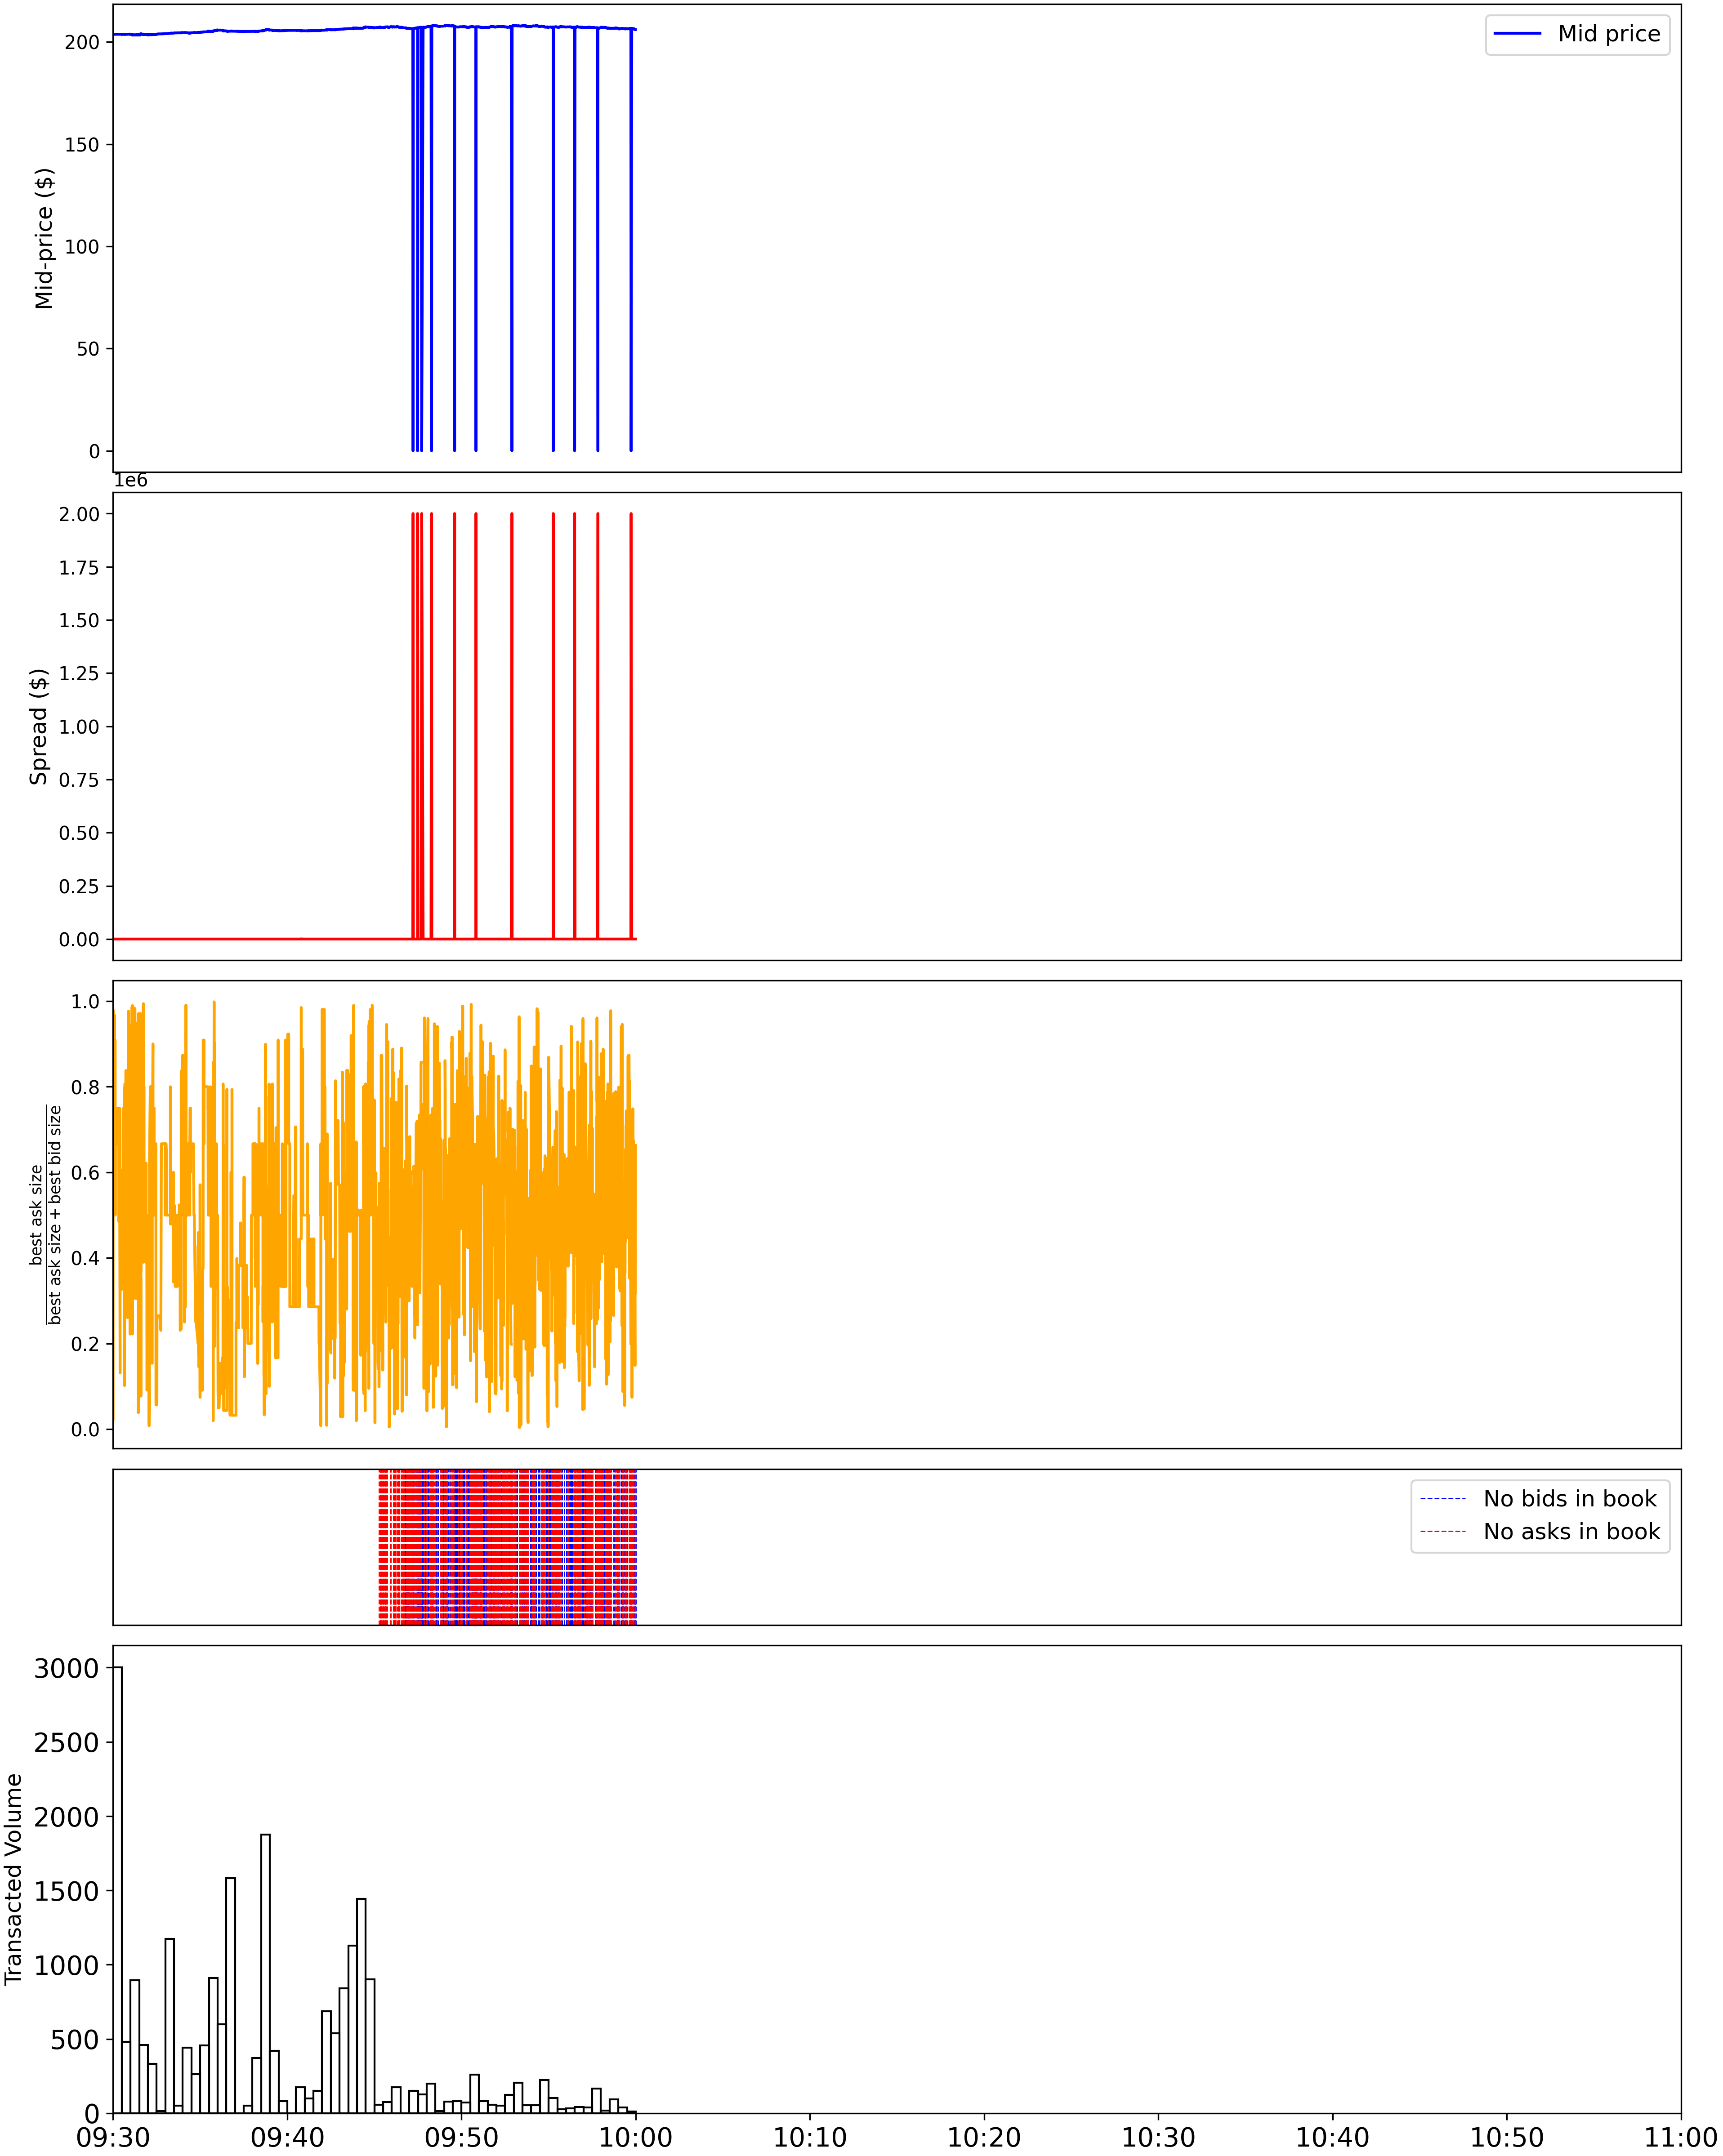 Mid price
Mid-price ($)
200
150
100
50
0
1e6
Spread ($)
2.00
1.75
1.50
1.25
1.00
0.75
0.50
0.25
0.00
best ask size
best ask size + best bid size
1.0
0.8
0.6
0.4
0.2
0.0
No bids in book
No asks in book
Transacted Volume
3000
2500
2000
1500
1000
500
0
09:30 09:40 09:50 10:00 10:10 10:20 10:30 10:40 10:50 11:00